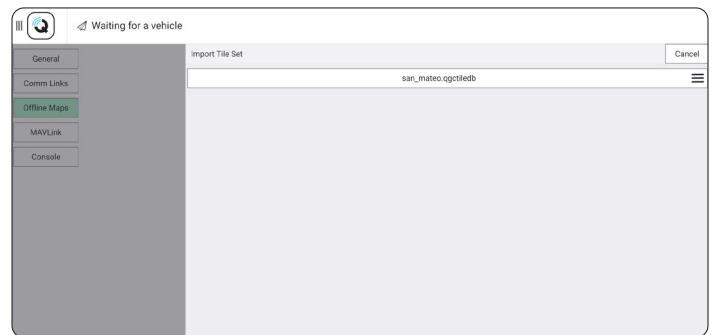 Waiting for a vehicle
General
Comm Links
Offline Maps
MAVLink
Console
Import Tile Set
Cancel
san_mateo.qgctiledb